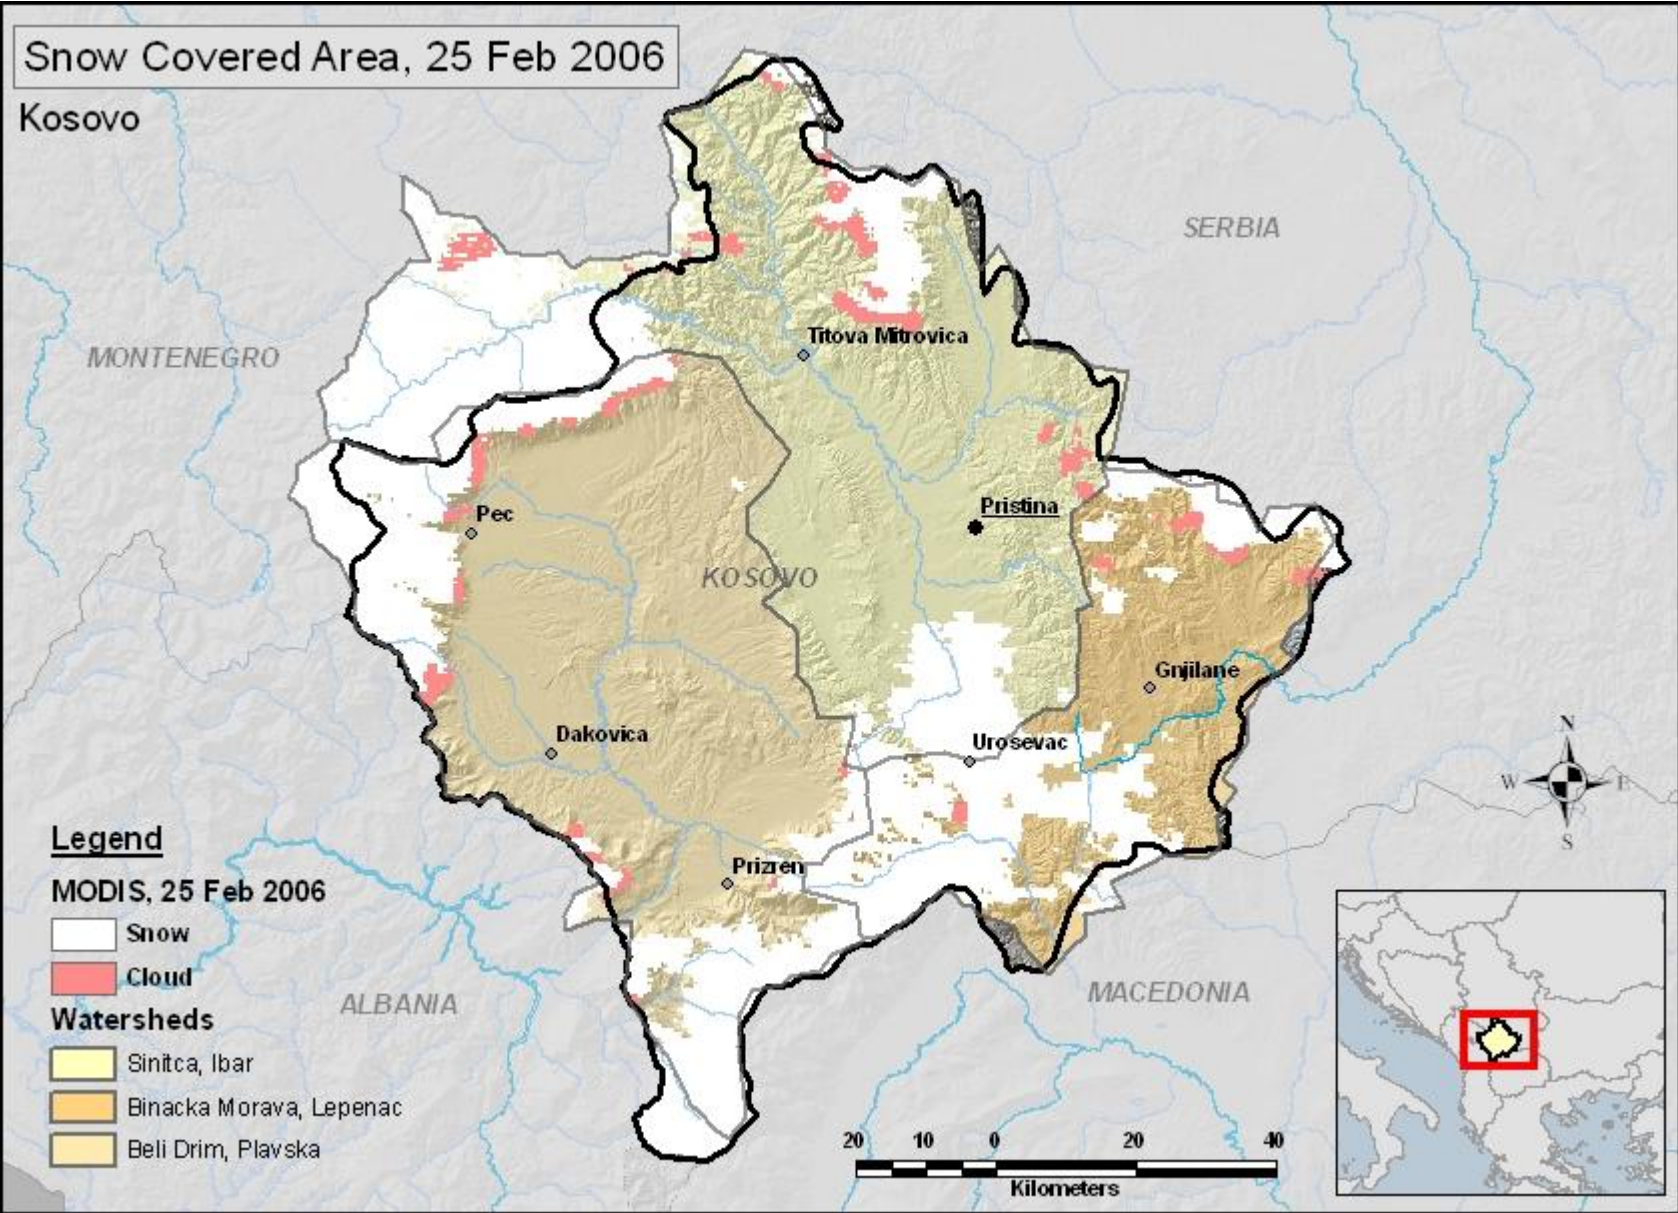 Snow Covered Area, 25 Feb 2006
Kosovo
SERBIA
MONTENEGRO
Titova Mitrovica
Pec
Pristina
KOSOVO
Gnjilane
Dakovica
Urosevac
N
W E
S
Prizren
ALBANIA
MACEDONIA
Legend
MODIS, 25 Feb 2006
Snow
Cloud
Watersheds
Sinitca, Ibar
Binacka Morava, Lepenac
Beli Drim, Plavska
20 10 0 20 40
Kilometers